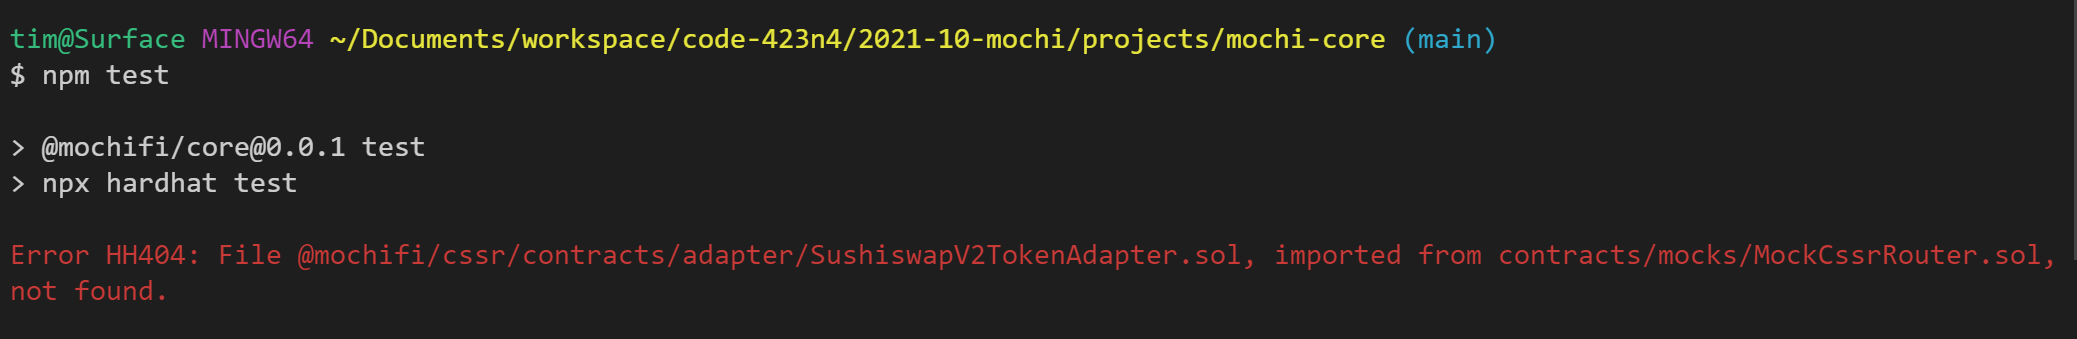 tim@Surface MINGW64 ~/Documents/workspace/code-423n4/2021-10-mochi/projects/mochi-core (main)
$ npm test
> @mochifi/core@0.0.1 test
> npx hardhat test
Error HH404: File @mochifi/cssr/contracts/adapter/SushiswapV2TokenAdapter.sol, imported from contracts/mocks/MockCssrRouter.sol,
not found.